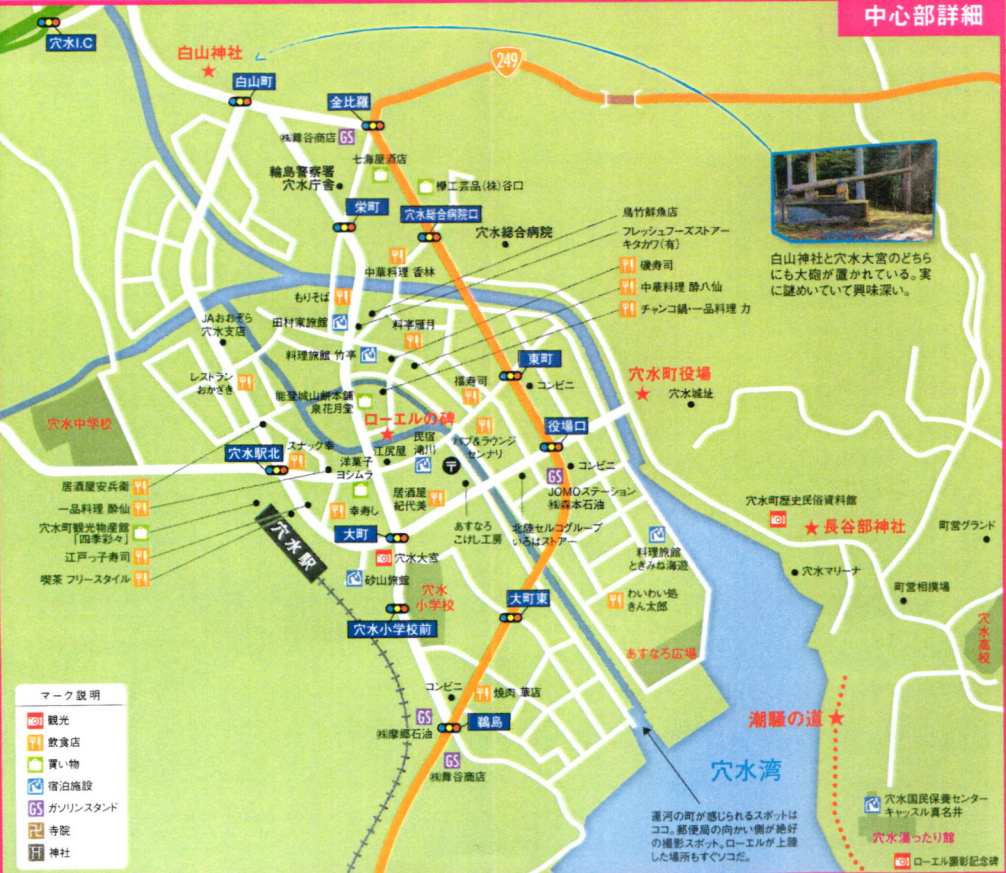 中心部詳細
穴水I.C
白山神社
白山町
249
金比羅
㈱舞谷商店
GS
七海屋酒店
輪島警察署
穴水庁舎
欅工芸品(株)谷口
栄町
穴水総合病院口
穴水総合病院
鳥竹鮮魚店
フレッシュフーズストアー
キタカワ(有)
磯寿司
中華料理 酔八仙
チャンコ鍋・一品料理 力
白山神社と穴水大宮のどちら
にも大砲が置かれている。実
に謎めいていて興味深い。
中華料理 香林
もりそば
田村家旅館
料亭雁月
JAおおぞら
穴水支店
料理旅館 竹亭
東町
コンビニ
穴水町役場
穴水城址
レストラン
おかざき
能登城山餅本舗
泉花月堂
福寿司
ローエルの碑
穴水中学校
パブ&ラウンジ
センナリ
役場口
穴水駅北
スナック幸
洋菓子
ヨシムラ
江尻屋
民宿
滝川
〒
コンビニ
GS
JOMOステーション
㈱森本石油
居酒屋安兵衛
一品料理 酔仙
穴水町観光物産館
「四季彩々」
江戸っ子寿司
喫茶 フリースタイル
幸寿し
居酒屋
紀代美
あすなろ
こけし工房
北陸セルコグループ
いろはストアー
穴水駅
大町
穴水大宮
砂山旅館
穴水
小学校
穴水小学校前
大町東
料理旅館
ときみね海遊
わいわい処
きん太郎
あすなろ広場
穴水町歴史民俗資料館
長谷部神社
町営グランド
穴水マリーナ
町営相撲場
穴水高校
潮騒の道
穴水湾
コンビニ
焼肉 華店
GS
㈱摩郷石油
鵜島
GS
㈱舞谷商店
運河の町が感じられるスポットは
ココ。郵便局の向かい側が絶好
の撮影スポット。ローエルが上陸
した場所もすぐソコだ。
穴水国民保養センター
キャッスル真名井
穴水湯ったり館
ローエル顕彰記念碑
マーク説明
観光
飲食店
買い物
宿泊施設
GS ガソリンスタンド
卍 寺院
神社